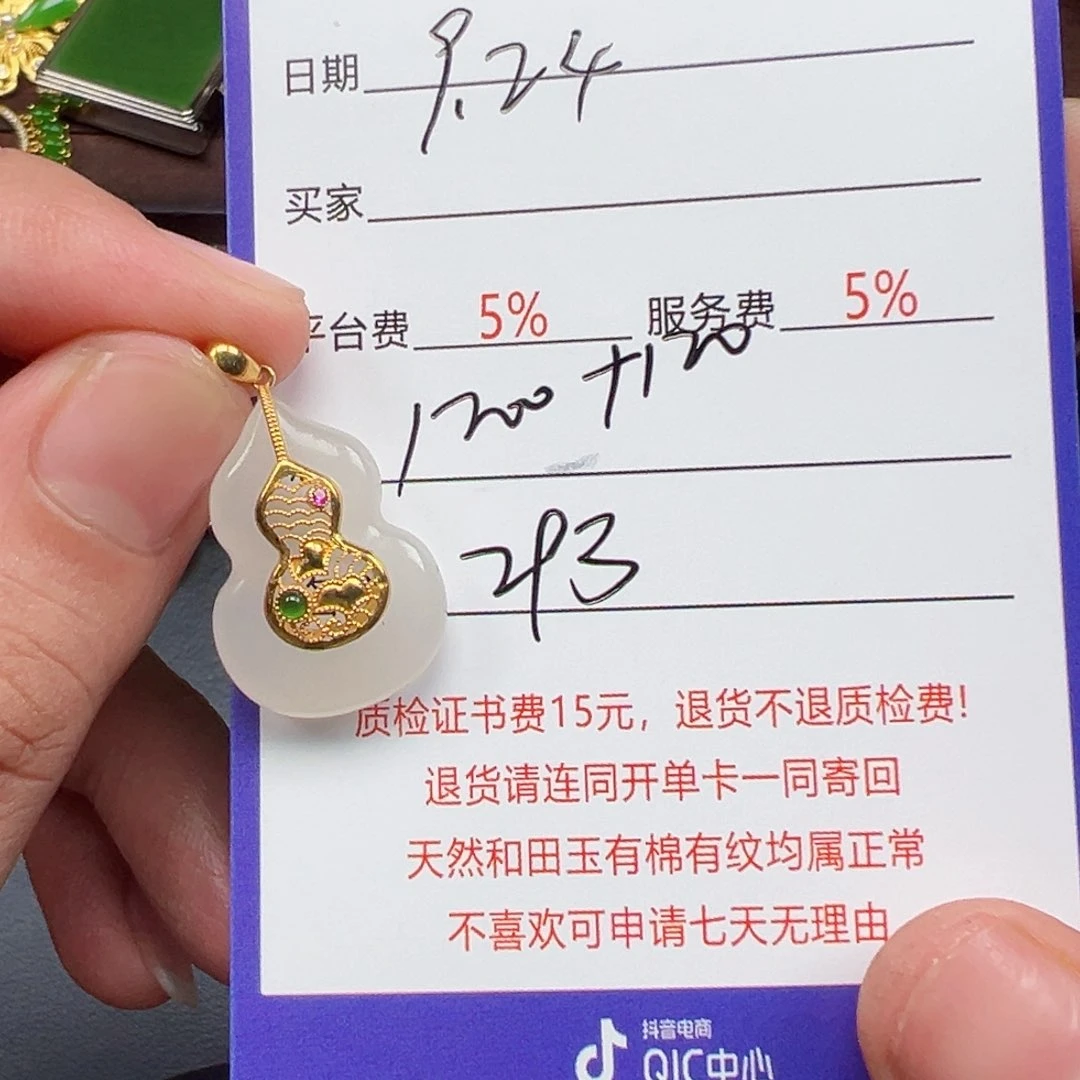 日期 9.24
买家
平台费 5% 服务费 5%
1200+120
293
质检证书费15元，退货不退质检费！
退货请连同开单卡一同寄回
天然和田玉有棉有纹均属正常
不喜欢可申请七天无理由
抖音电商
QIC中心